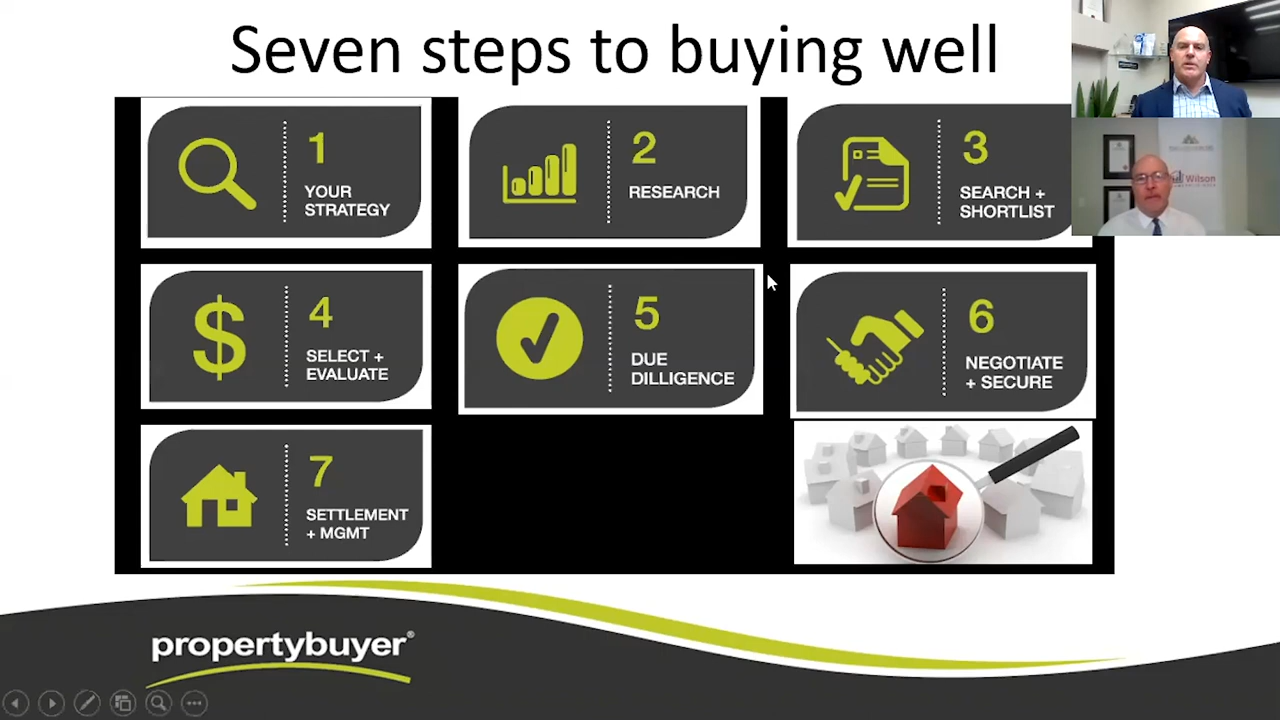 Seven steps to buying well
1
YOUR
STRATEGY
2
RESEARCH
3
SEARCH +
SHORTLIST
4
SELECT +
EVALUATE
5
DUE
DILLIGENCE
6
NEGOTIATE
+ SECURE
7
SETTLEMENT
+ MGMT
Wilson
propertybuyer®